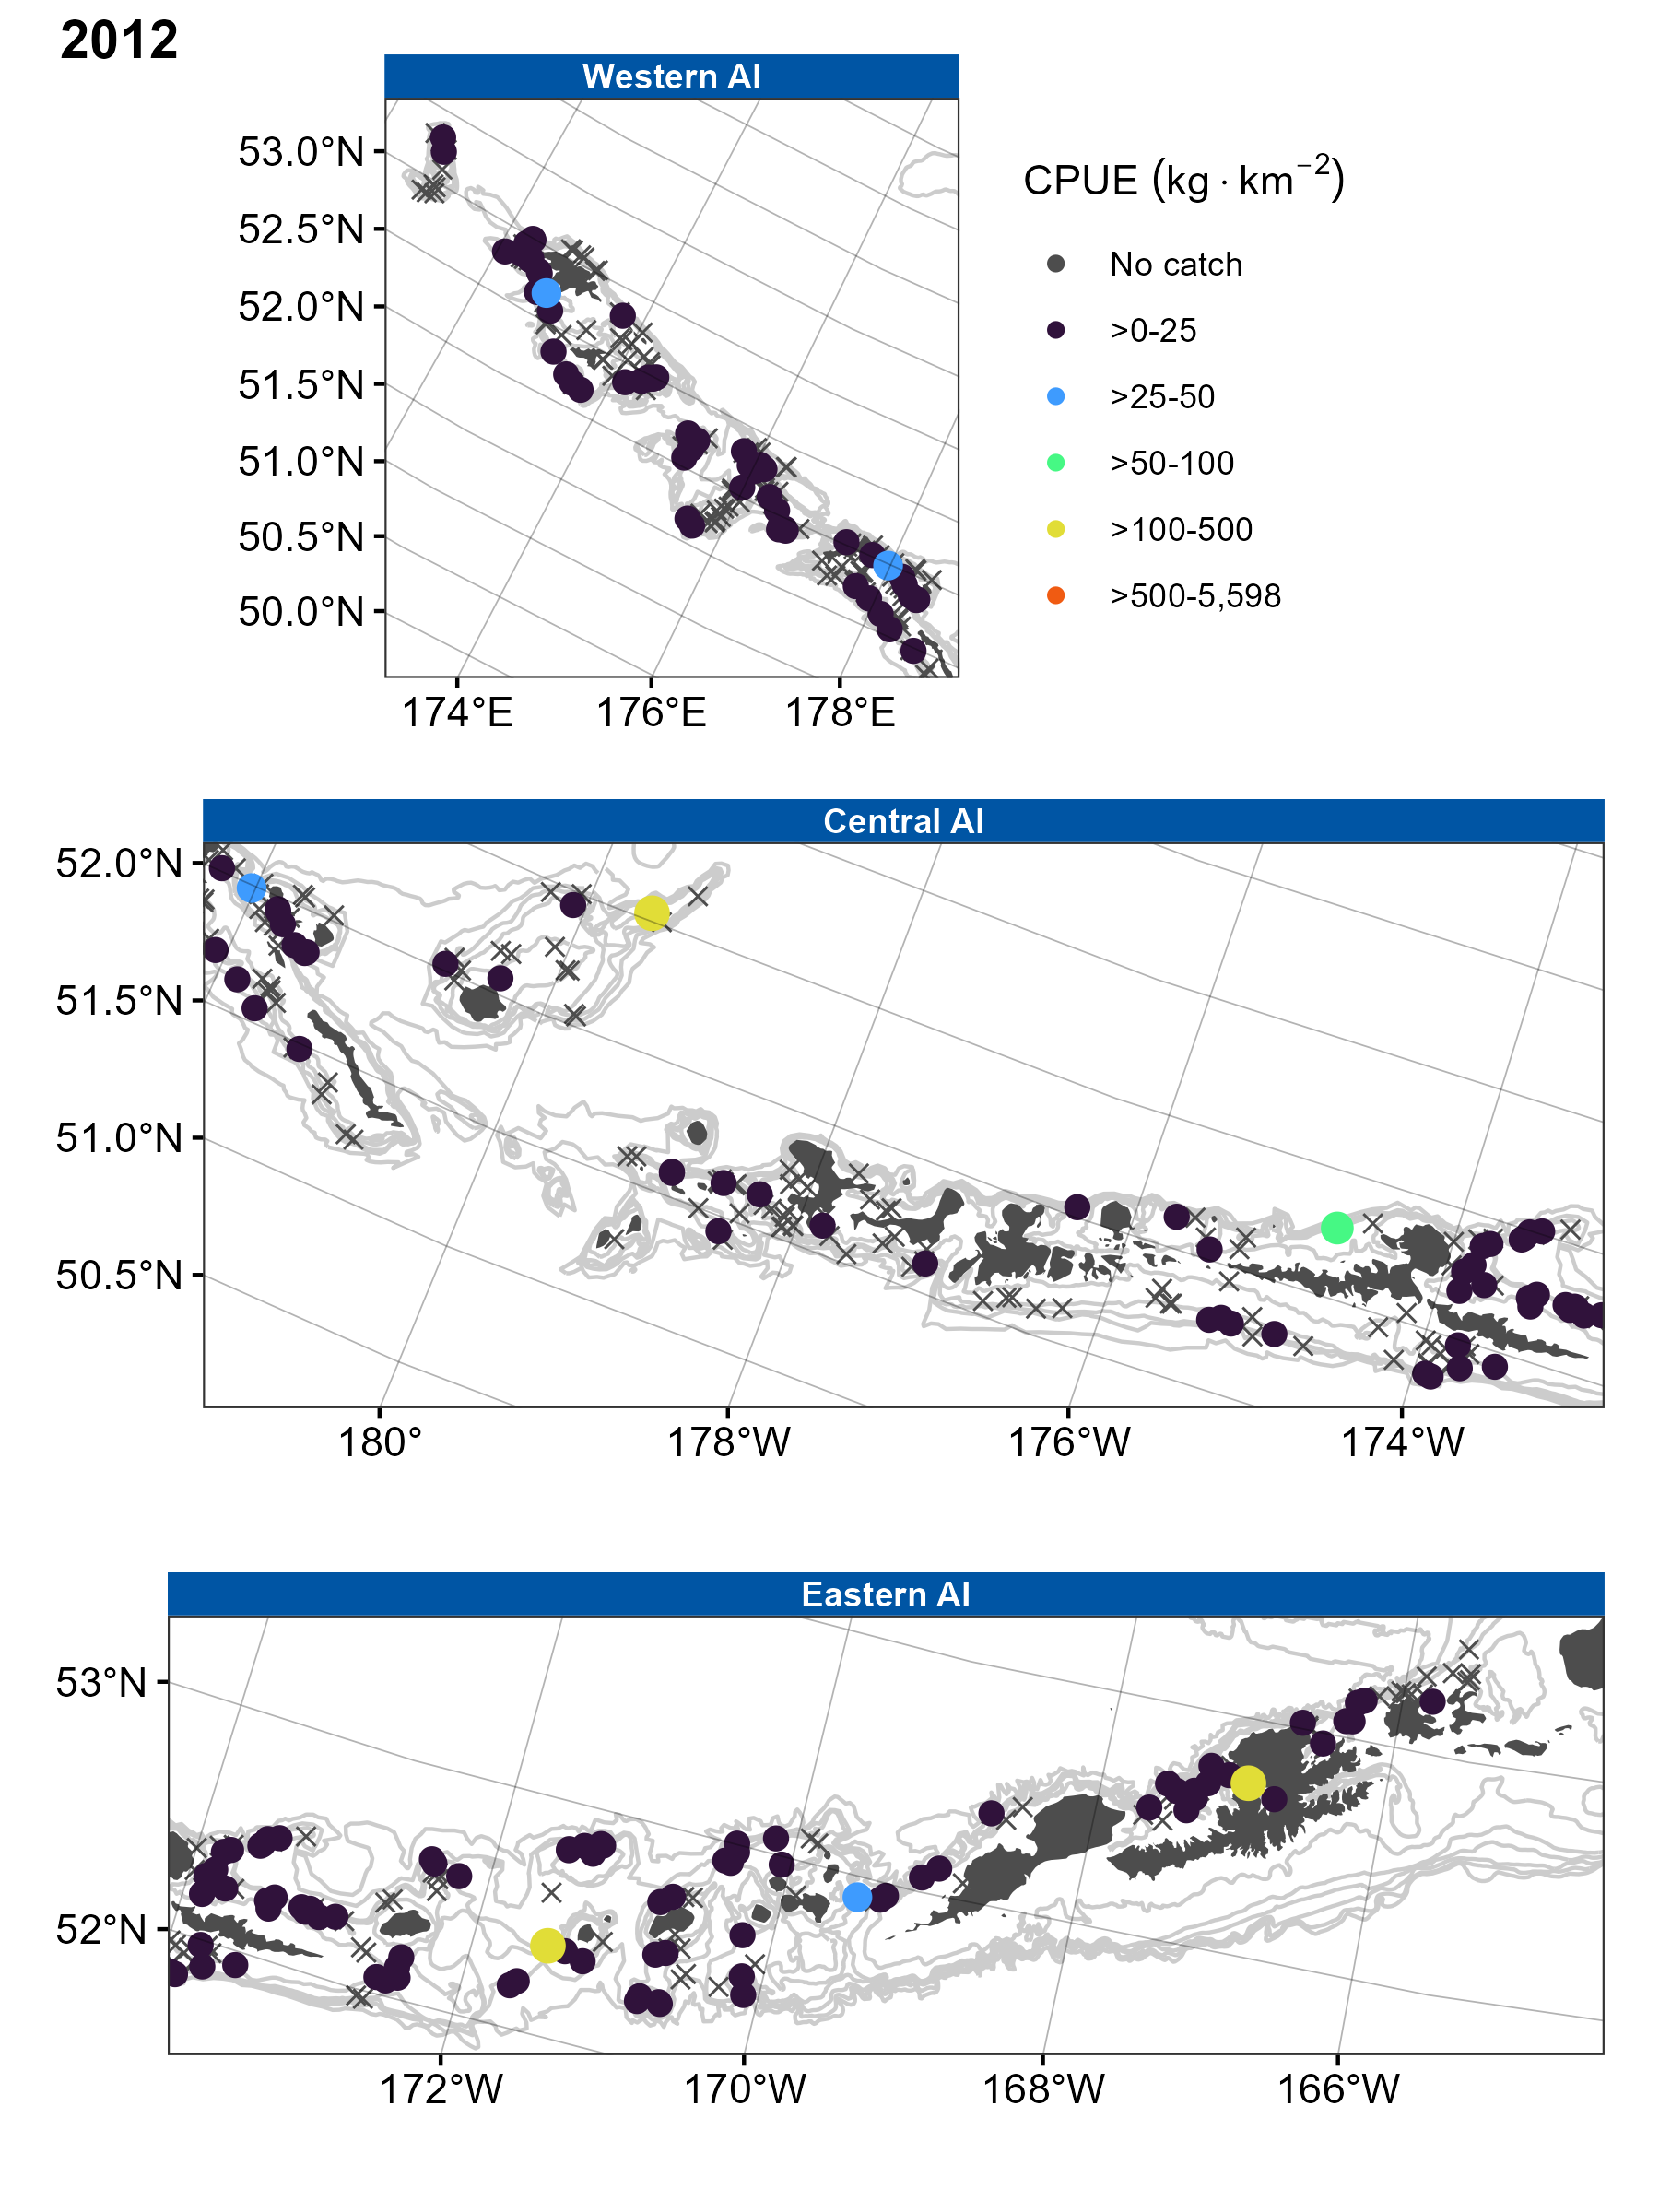 2012
Western AI
53.0°N
52.5°N
52.0°N
51.5°N
51.0°N
50.5°N
50.0°N
174°E 176°E 178°E
CPUE (kg · km⁻²)
No catch
>0-25
>25-50
>50-100
>100-500
>500-5,598
Central AI
52.0°N
51.5°N
51.0°N
50.5°N
180° 178°W 176°W 174°W
Eastern AI
53°N
52°N
172°W 170°W 168°W 166°W